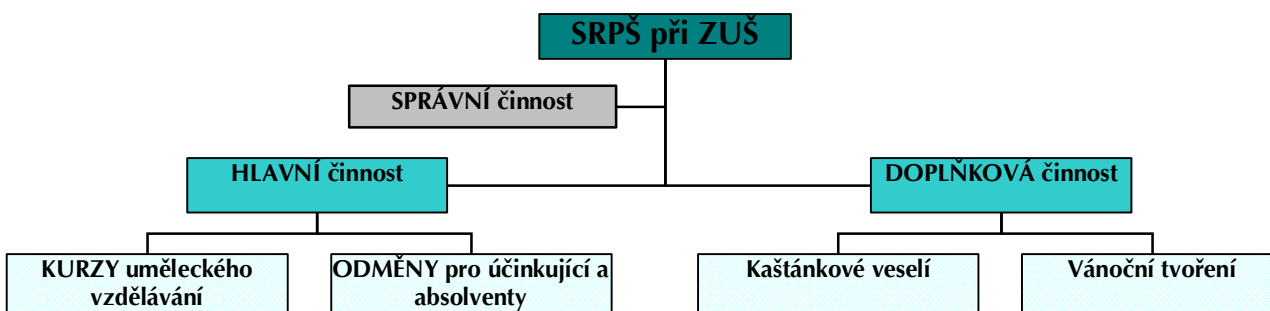 SRPŠ při ZUŠ
SPRÁVNÍ činnost
HLAVNÍ činnost
DOPLŇKOVÁ činnost
KURZY uměleckého
vzdělávání
ODMĚNY pro účinkující a
absolventy
Kaštánkové veselí
Vánoční tvoření